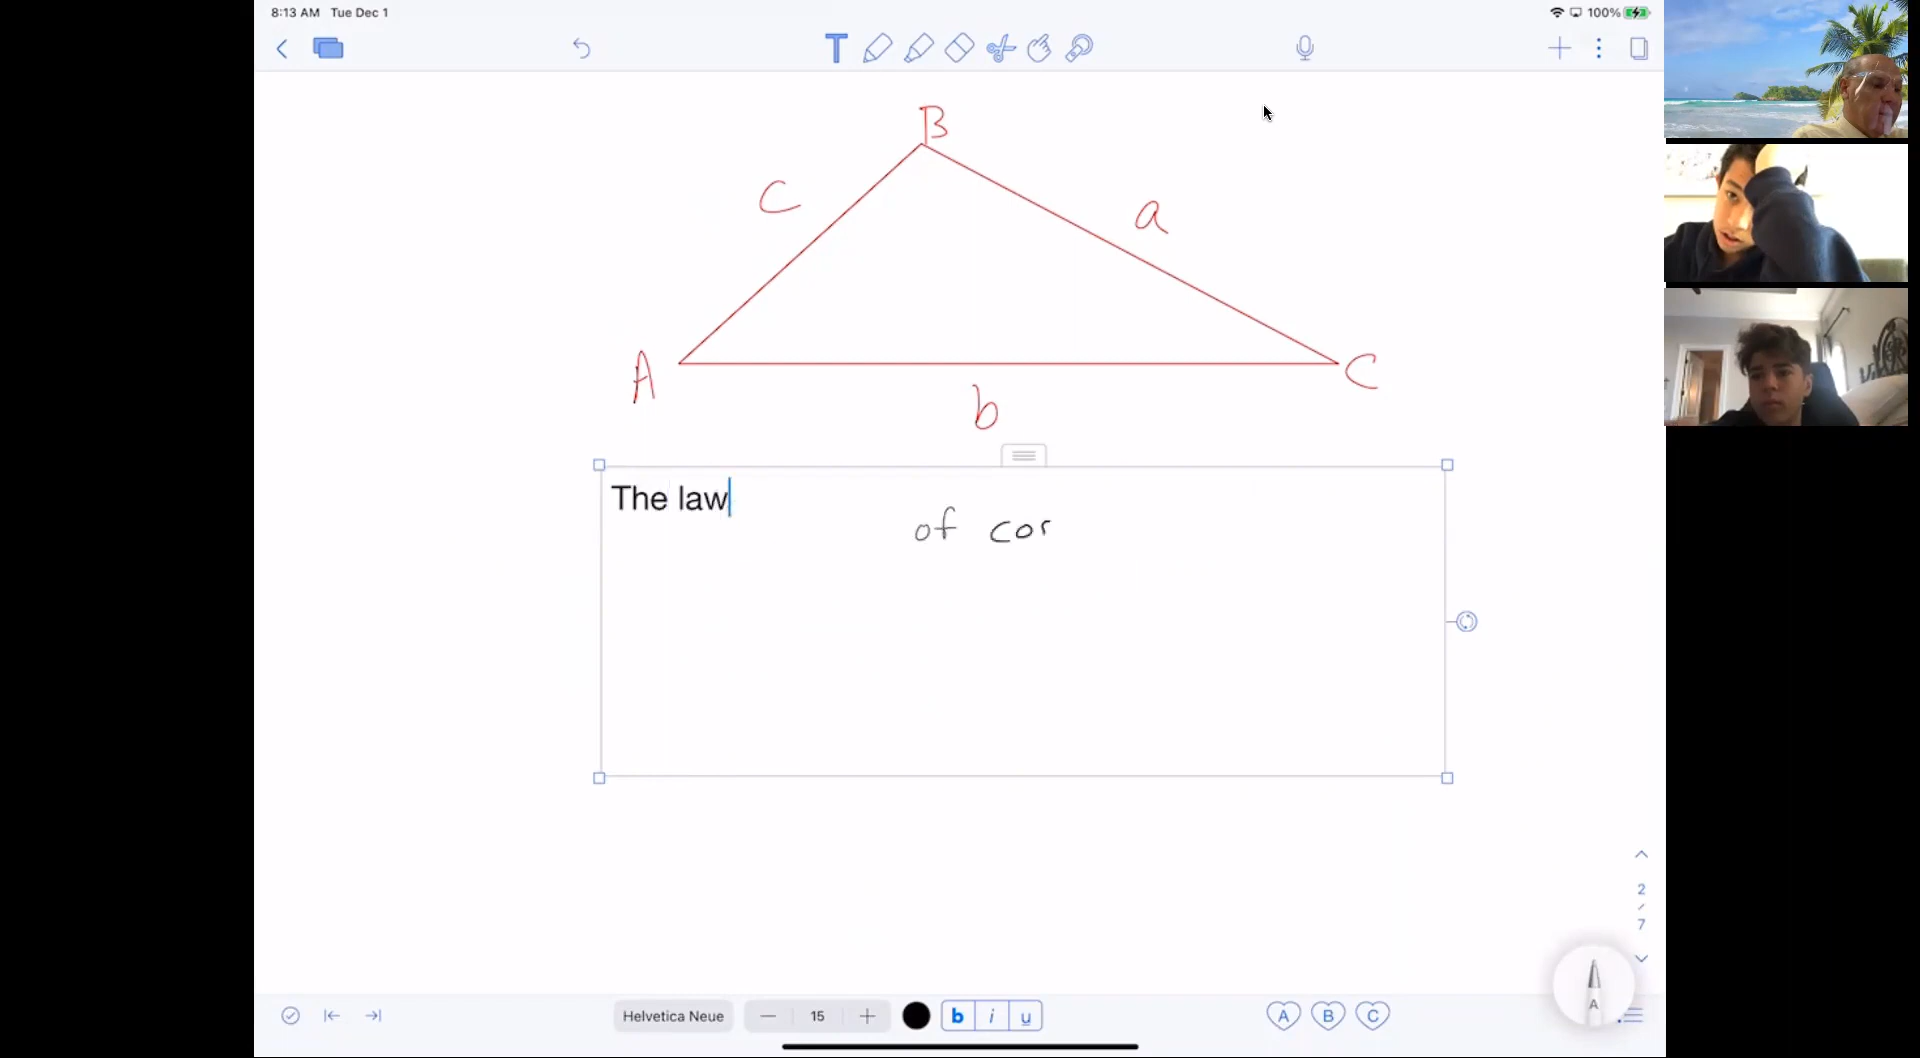 8:13 AM Tue Dec 1
100%
T
B
c
a
A
C
b
The law
of cos
2
7
A
Helvetica Neue
15
b i u
A B C